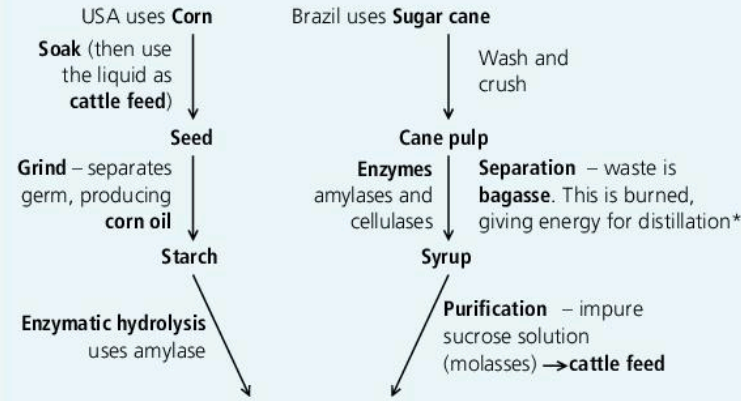 USA uses Corn
Brazil uses Sugar cane
Soak (then use
the liquid as
cattle feed)
Wash and
crush
Seed
Cane pulp
Grind – separates
germ, producing
corn oil
Enzymes
amylases and
cellulases
Separation – waste is
bagasse. This is burned,
giving energy for distillation*
Starch
Syrup
Enzymatic hydrolysis
uses amylase
Purification – impure
sucrose solution
(molasses) → cattle feed